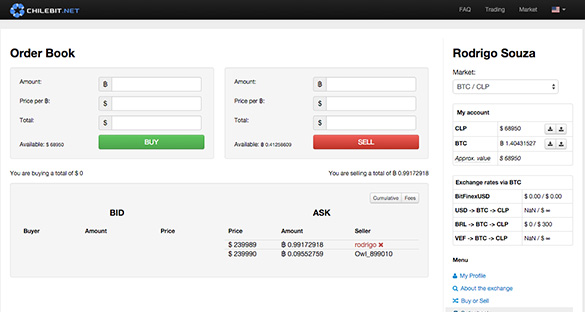 CHILEBIT.NET
FAQ Trading Market
Order Book
Amount: ฿
Price per ฿: $
Total: $
Available: $ 68950 BUY
Amount: ฿
Price per ฿: $
Total: $
Available: ฿ 0.41256609 SELL
You are buying a total of $ 0
You are selling a total of ฿ 0.99172918
Cumulative Fees
BID
Buyer Amount Price
ASK
Price Amount Seller
$ 239989 ฿ 0.99172918 rodrigo ✖
$ 239990 ฿ 0.09552759 Owl_899010
Rodrigo Souza
Market:
BTC / CLP
My account
CLP $ 68950
BTC ฿ 1.40431527
Approx. value $ 68950
Exchange rates via BTC
BitFinexUSD $ 0.00 / $ 0.00
USD -> BTC -> CLP NaN / $ ∞
BRL -> BTC -> CLP $ 0 / $ 300
VEF -> BTC -> CLP NaN / $ ∞
Menu
My Profile
About the exchange
Buy or Sell